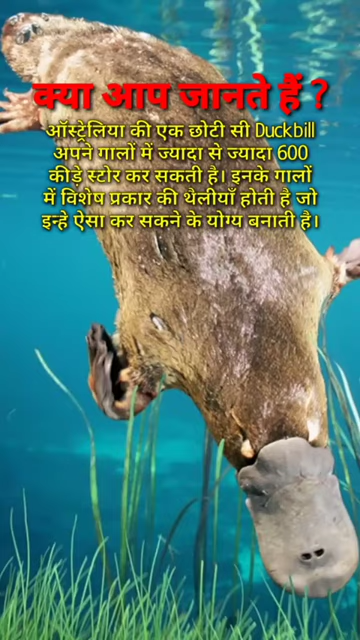 क्या आप जानते हैं ?
ऑस्ट्रेलिया की एक छोटी सी Duckbill
अपने गालों में ज्यादा से ज्यादा 600
कीड़े स्टोर कर सकती है। इनके गालों
में विशेष प्रकार की थैलीयाँ होती है जो
इन्हे ऐसा कर सकने के योग्य बनाती है।